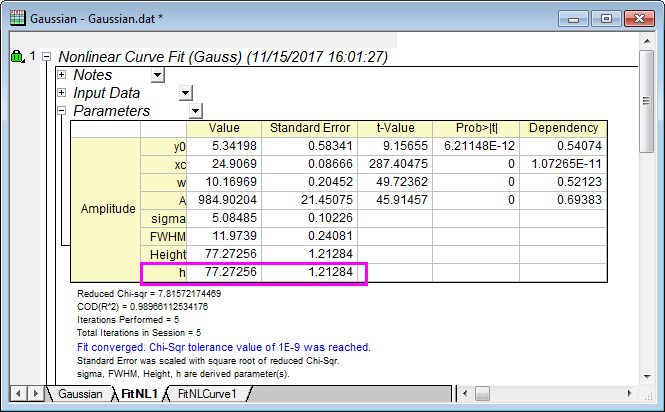 Gaussian - Gaussian.dat *
1 Nonlinear Curve Fit (Gauss) (11/15/2017 16:01:27)
Notes
Input Data
Parameters
Value Standard Error t-Value Prob>|t| Dependency
Amplitude
y0 5.34198 0.58341 9.15655 6.21148E-12 0.54074
xc 24.9069 0.08666 287.40475 0 1.07265E-11
w 10.16969 0.20452 49.72362 0 0.52123
A 984.90204 21.45075 45.91457 0 0.69383
sigma 5.08485 0.10226
FWHM 11.9739 0.24081
Height 77.27256 1.21284
h 77.27256 1.21284
Reduced Chi-sqr = 7.81572174469
COD(R^2) = 0.98966112534176
Iterations Performed = 5
Total Iterations in Session = 5
Fit converged. Chi-Sqr tolerance value of 1E-9 was reached.
Standard Error was scaled with square root of reduced Chi-Sqr.
sigma, FWHM, Height, h are derived parameter(s).
Gaussian FitNL1 FitNLCurve1